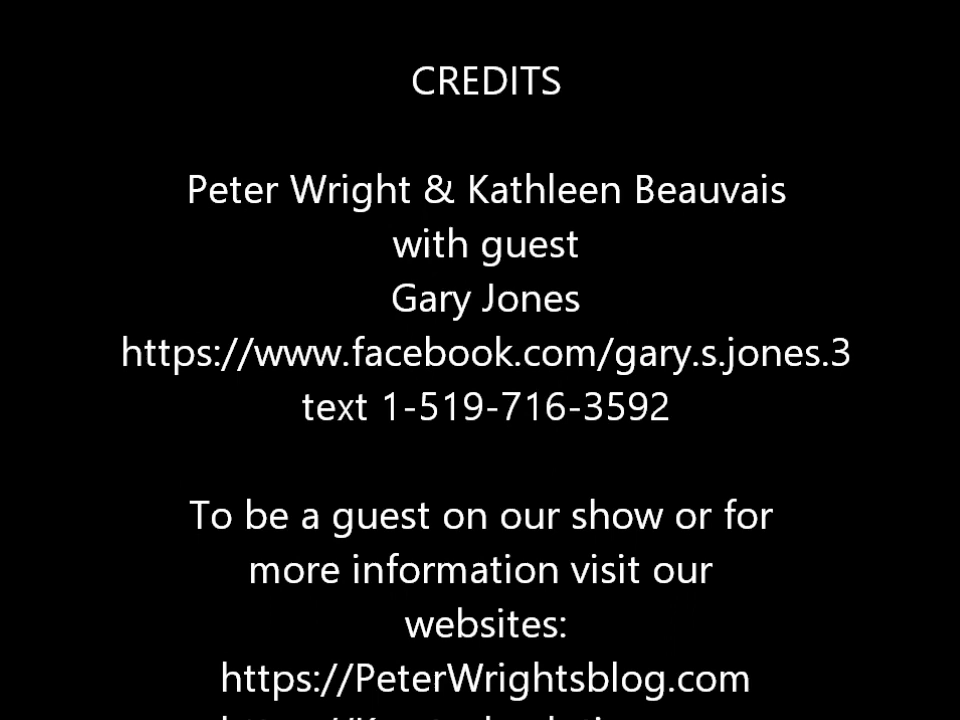 CREDITS
Peter Wright & Kathleen Beauvais
with guest
Gary Jones
https://www.facebook.com/gary.s.jones.3
text 1-519-716-3592
To be a guest on our show or for
more information visit our
websites:
https://PeterWrightsblog.com